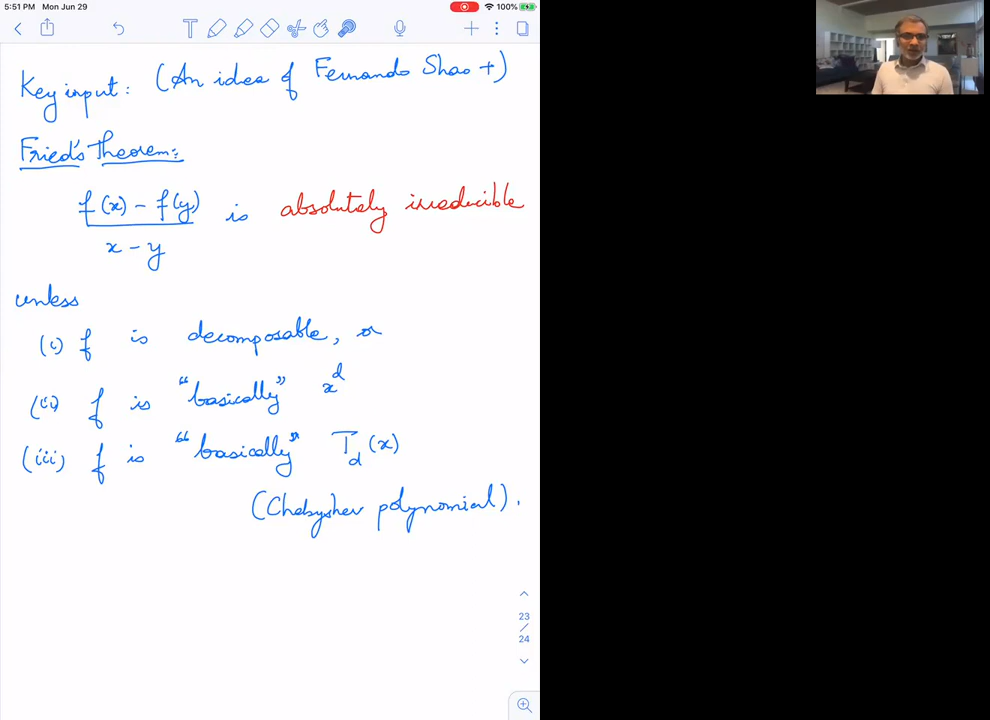 5:51 PM Mon Jun 29
100%
Key input: (An idea of Fernando Shao +)
Fried's Theorem:
f(x) - f(y) is absolutely irreducible
x - y
unless
(i) f is decomposable, or
(ii) f is "basically" x^d
(iii) f is "basically" T_d(x)
(Chebyshev polynomial).
23
/
24